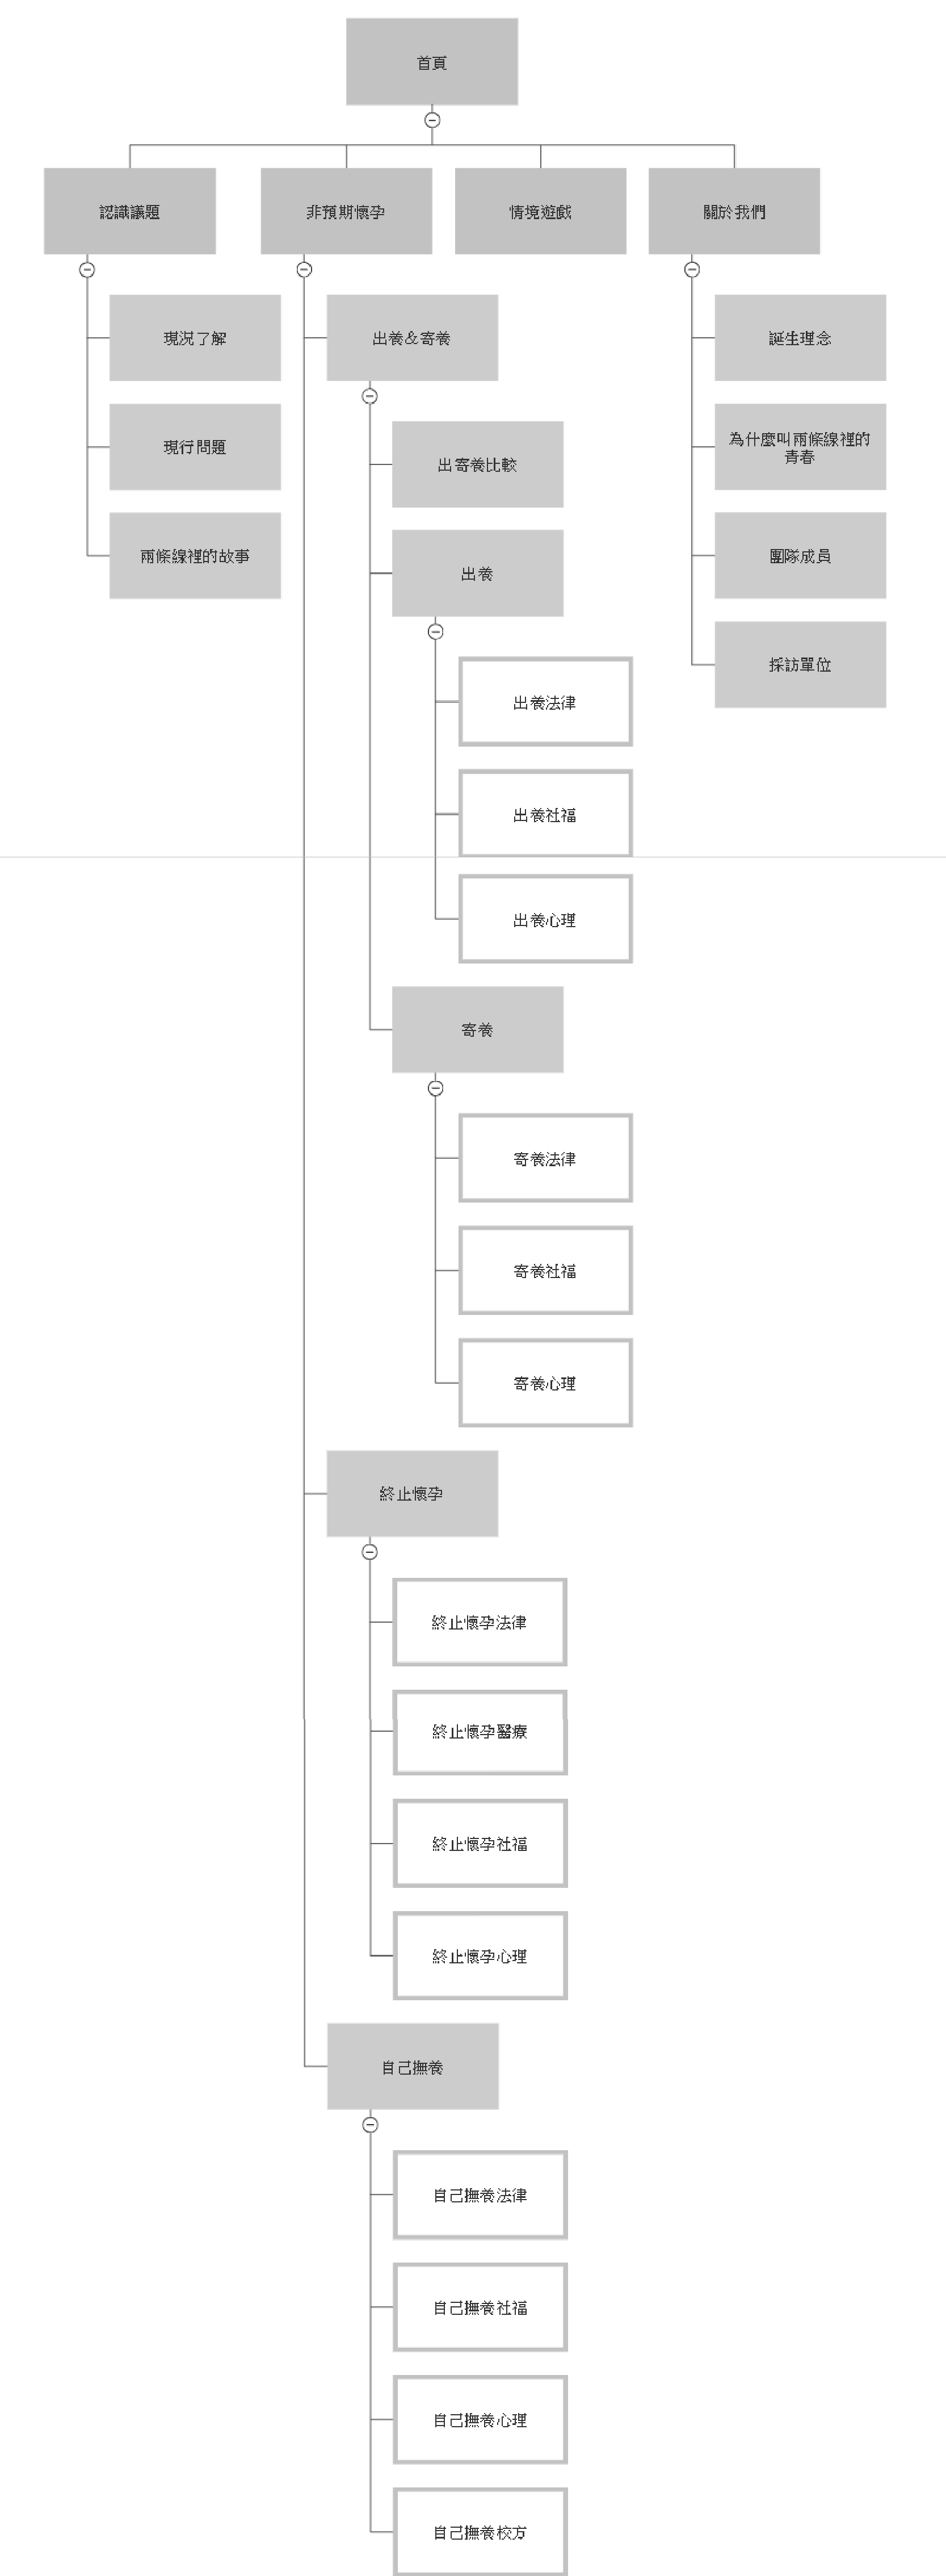 首頁
認識議題
非預期懷孕
情境遊戲
關於我們
現況了解
現行問題
兩條線裡的故事
出養&寄養
出寄養比較
出養
出養法律
出養社福
出養心理
寄養
寄養法律
寄養社福
寄養心理
終止懷孕
終止懷孕法律
終止懷孕醫療
終止懷孕社福
終止懷孕心理
自己撫養
自己撫養法律
自己撫養社福
自己撫養心理
自己撫養校方
誕生理念
為什麼叫兩條線裡的
青春
團隊成員
採訪單位